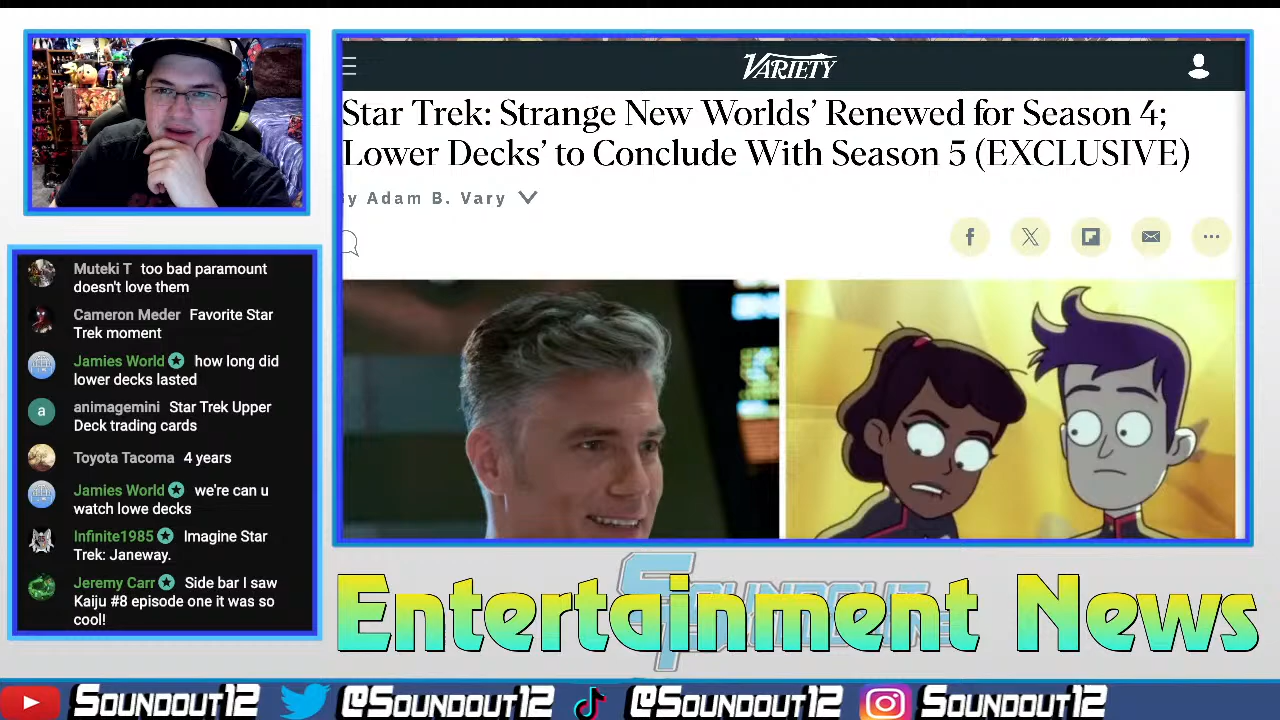 VARIETY
Star Trek: Strange New Worlds’ Renewed for Season 4;
Lower Decks’ to Conclude With Season 5 (EXCLUSIVE)
y Adam B. Vary
Muteki T too bad paramount
doesn't love them
Cameron Meder Favorite Star
Trek moment
Jamies World how long did
lower decks lasted
a
animagemini Star Trek Upper
Deck trading cards
Toyota Tacoma 4 years
Jamies World we're can u
watch lowe decks
Infinite1985 Imagine Star
Trek: Janeway.
Jeremy Carr Side bar I saw
Kaiju #8 episode one it was so
cool!
Entertainment News
Soundout12 @Soundout12 @Soundout12 Soundout12